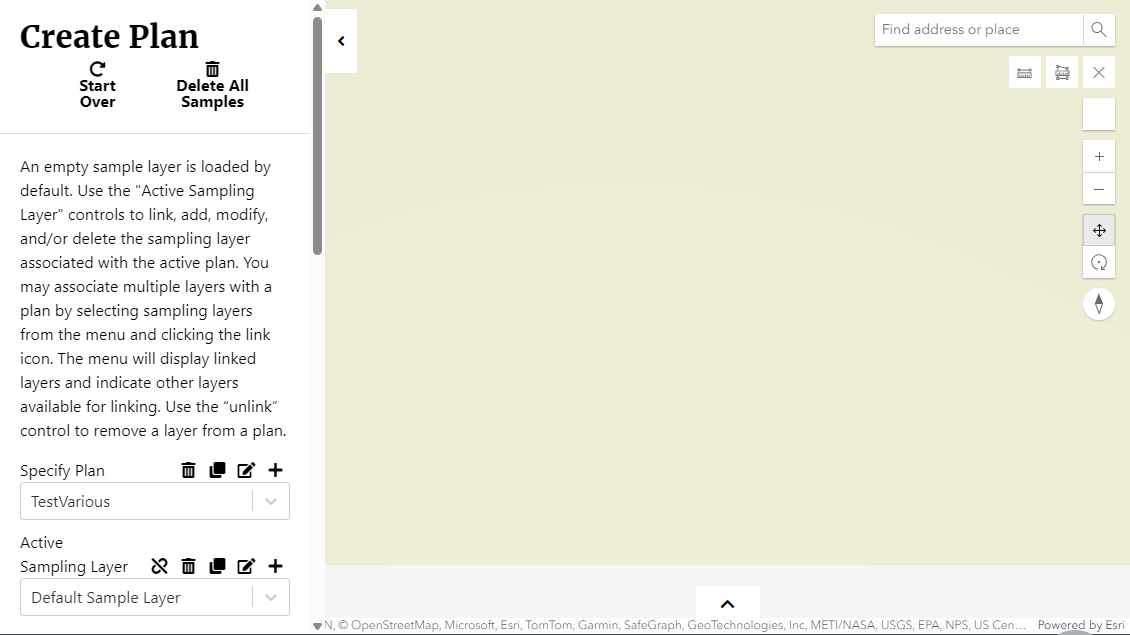 Create Plan
Start
Over
Delete All
Samples
An empty sample layer is loaded by
default. Use the "Active Sampling
Layer" controls to link, add, modify,
and/or delete the sampling layer
associated with the active plan. You
may associate multiple layers with a
plan by selecting sampling layers
from the menu and clicking the link
icon. The menu will display linked
layers and indicate other layers
available for linking. Use the “unlink”
control to remove a layer from a plan.
Specify Plan
TestVarious
Active
Sampling Layer
Default Sample Layer
Find address or place
N, © OpenStreetMap, Microsoft, Esri, TomTom, Garmin, SafeGraph, GeoTechnologies, Inc, METI/NASA, USGS, EPA, NPS, US Cen… Powered by Esri